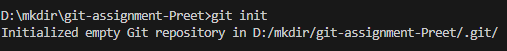 D:\mkdir\git-assignment-Preet>git init
Initialized empty Git repository in D:/mkdir/git-assignment-Preet/.git/